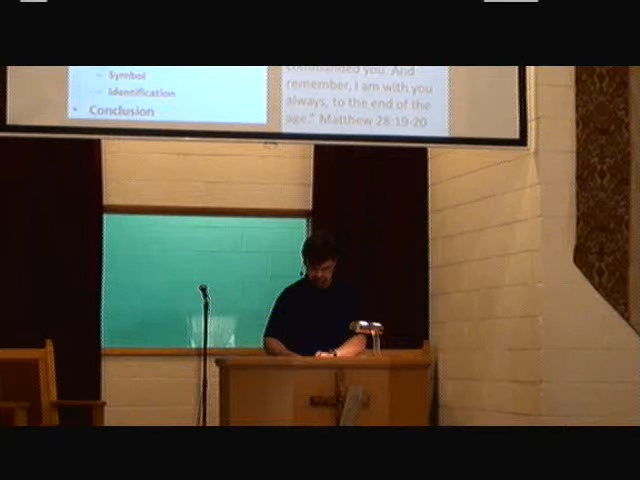 – Symbol
– Identification
• Conclusion
commanded you. And
remember, I am with you
always, to the end of the
age." Matthew 28:19-20